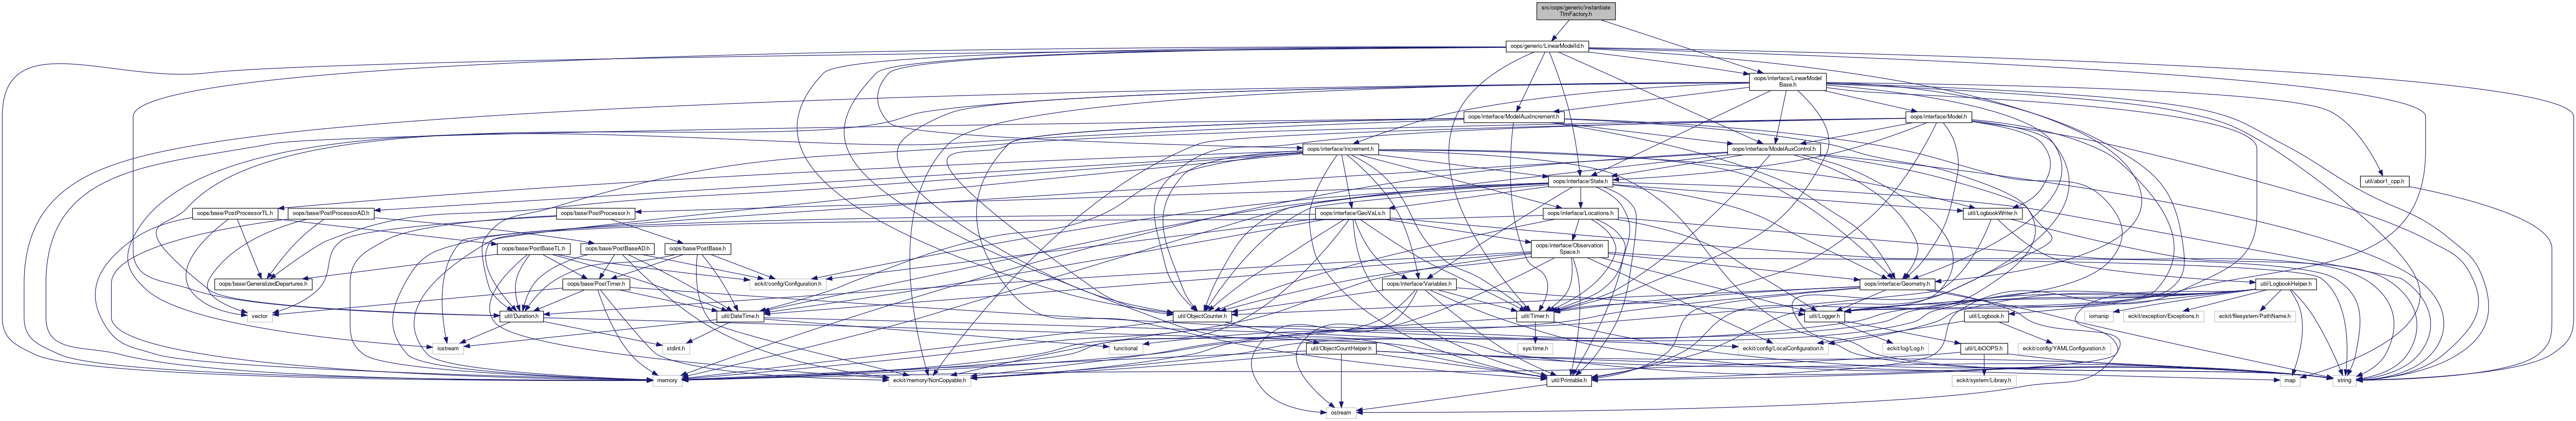 src/oops/generic/instantiate
TlmFactory.h
oops/generic/LinearModelId.h
oops/interface/LinearModel
Base.h
oops/interface/ModelAuxIncrement.h
oops/interface/Model.h
oops/interface/Increment.h
oops/interface/ModelAuxControl.h
oops/interface/State.h
util/abor1_cpp.h
oops/base/PostProcessorTL.h
oops/base/PostProcessorAD.h
oops/base/PostProcessor.h
oops/interface/GeoVaLs.h
oops/interface/Locations.h
util/LogbookWriter.h
oops/base/PostBaseTL.h
oops/base/PostBaseAD.h
oops/base/PostBase.h
oops/interface/Observation
Space.h
oops/base/GeneralizedDepartures.h
oops/base/PostTimer.h
eckit/config/Configuration.h
oops/interface/Variables.h
oops/interface/Geometry.h
util/LogbookHelper.h
vector
util/Duration.h
util/DateTime.h
util/ObjectCounter.h
util/Timer.h
util/Logger.h
util/Logbook.h
iomanip
eckit/exception/Exceptions.h
eckit/filesystem/PathName.h
iostream
stdint.h
functional
util/ObjectCountHelper.h
sys/time.h
eckit/config/LocalConfiguration.h
eckit/log/Log.h
util/LibOOPS.h
eckit/config/YAMLConfiguration.h
memory
eckit/memory/NonCopyable.h
util/Printable.h
eckit/system/Library.h
map
string
ostream